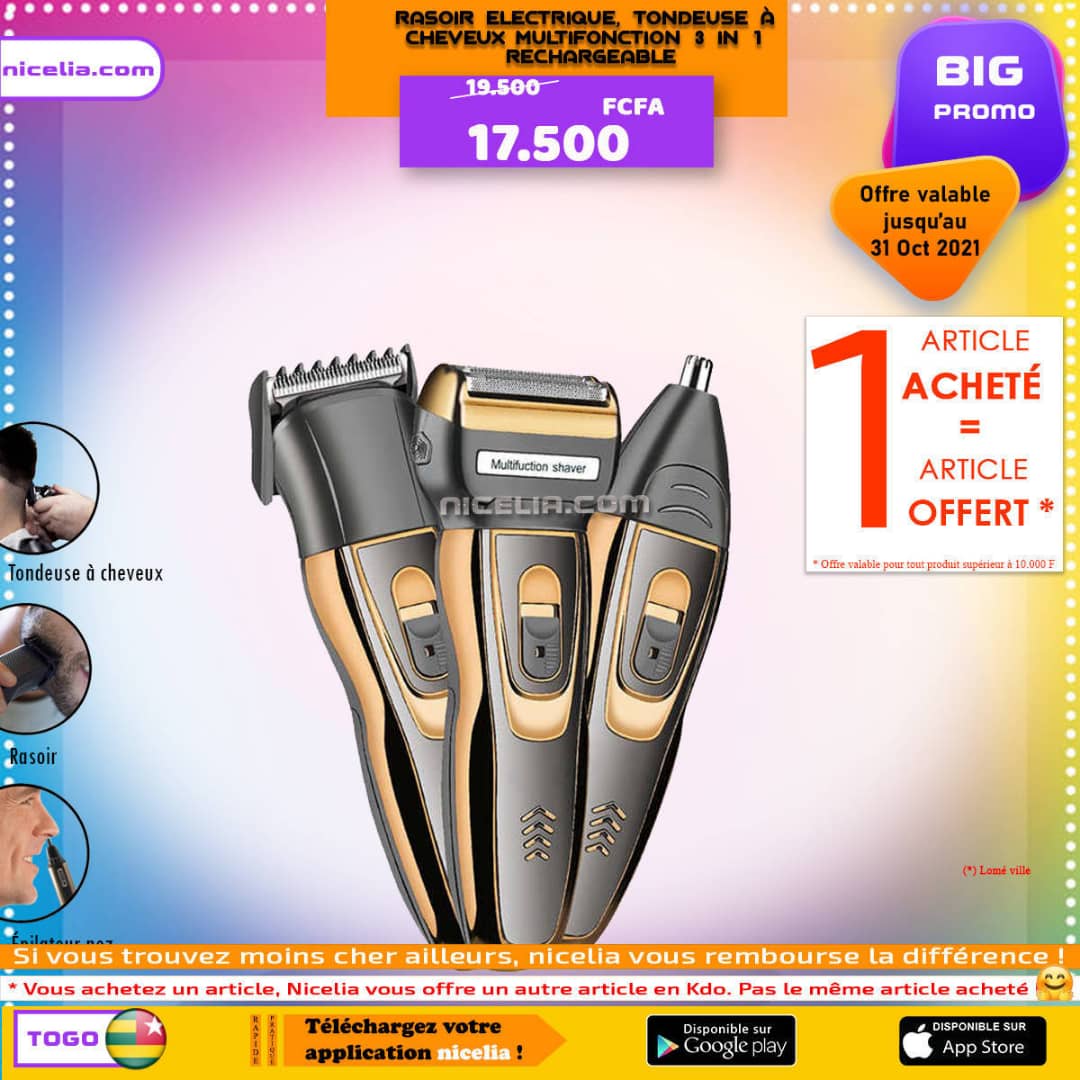 nicelia.com
RASOIR ELECTRIQUE, TONDEUSE À
CHEVEUX MULTIFONCTION 3 IN 1
RECHARGEABLE
19.500
FCFA
17.500
BIG
PROMO
Offre valable
jusqu'au
31 Oct 2021
1 ARTICLE
ACHETÉ
=
ARTICLE
OFFERT *
* Offre valable pour tout produit supérieur à 10.000 F
Multifuction shaver
NICELIA.COM
Tondeuse à cheveux
Rasoir
Épilateur nez
(*) Lomé ville
Si vous trouvez moins cher ailleurs, nicelia vous rembourse la différence !
* Vous achetez un article, Nicelia vous offre un autre article en Kdo. Pas le même article acheté
TOGO
RAPIDE
PRATIQUE
Téléchargez votre
application nicelia !
Disponible sur
Google play
DISPONIBLE SUR
App Store